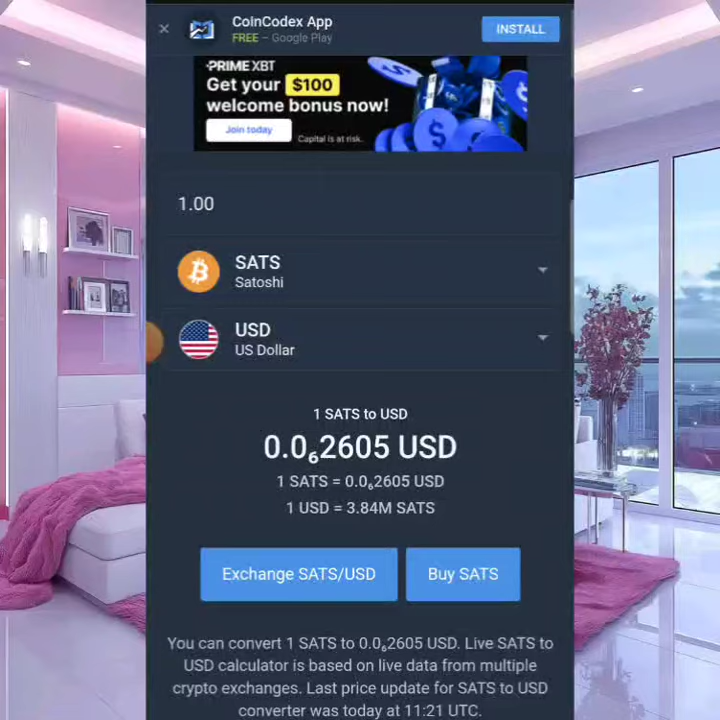 CoinCodex App
FREE – Google Play
INSTALL
PRIME XBT
Get your $100
welcome bonus now!
Join today
Capital is at risk.
1.00
SATS
Satoshi
USD
US Dollar
1 SATS to USD
0.0₆2605 USD
1 SATS = 0.0₆2605 USD
1 USD = 3.84M SATS
Exchange SATS/USD
Buy SATS
You can convert 1 SATS to 0.0₆2605 USD. Live SATS to
USD calculator is based on live data from multiple
crypto exchanges. Last price update for SATS to USD
converter was today at 11:21 UTC.